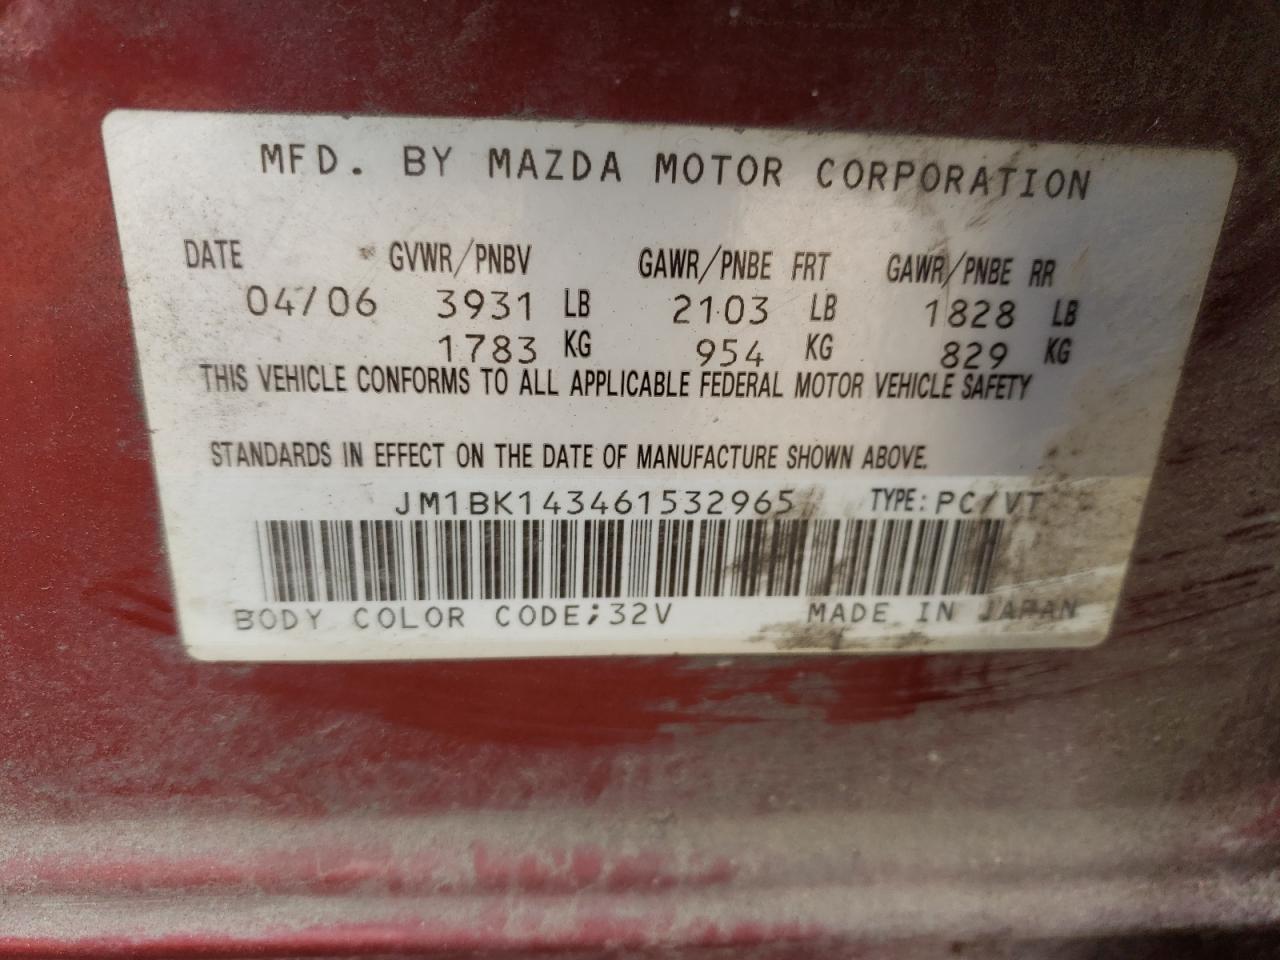 MFD. BY MAZDA MOTOR CORPORATION
DATE GVWR/PNBV GAWR/PNBE FRT GAWR/PNBE RR
04/06 3931 LB 2103 LB 1828 LB
1783 KG 954 KG 829 KG
THIS VEHICLE CONFORMS TO ALL APPLICABLE FEDERAL MOTOR VEHICLE SAFETY
STANDARDS IN EFFECT ON THE DATE OF MANUFACTURE SHOWN ABOVE.
JM1BK143461532965 TYPE: PC/VT
BODY COLOR CODE;32V MADE IN JAPAN